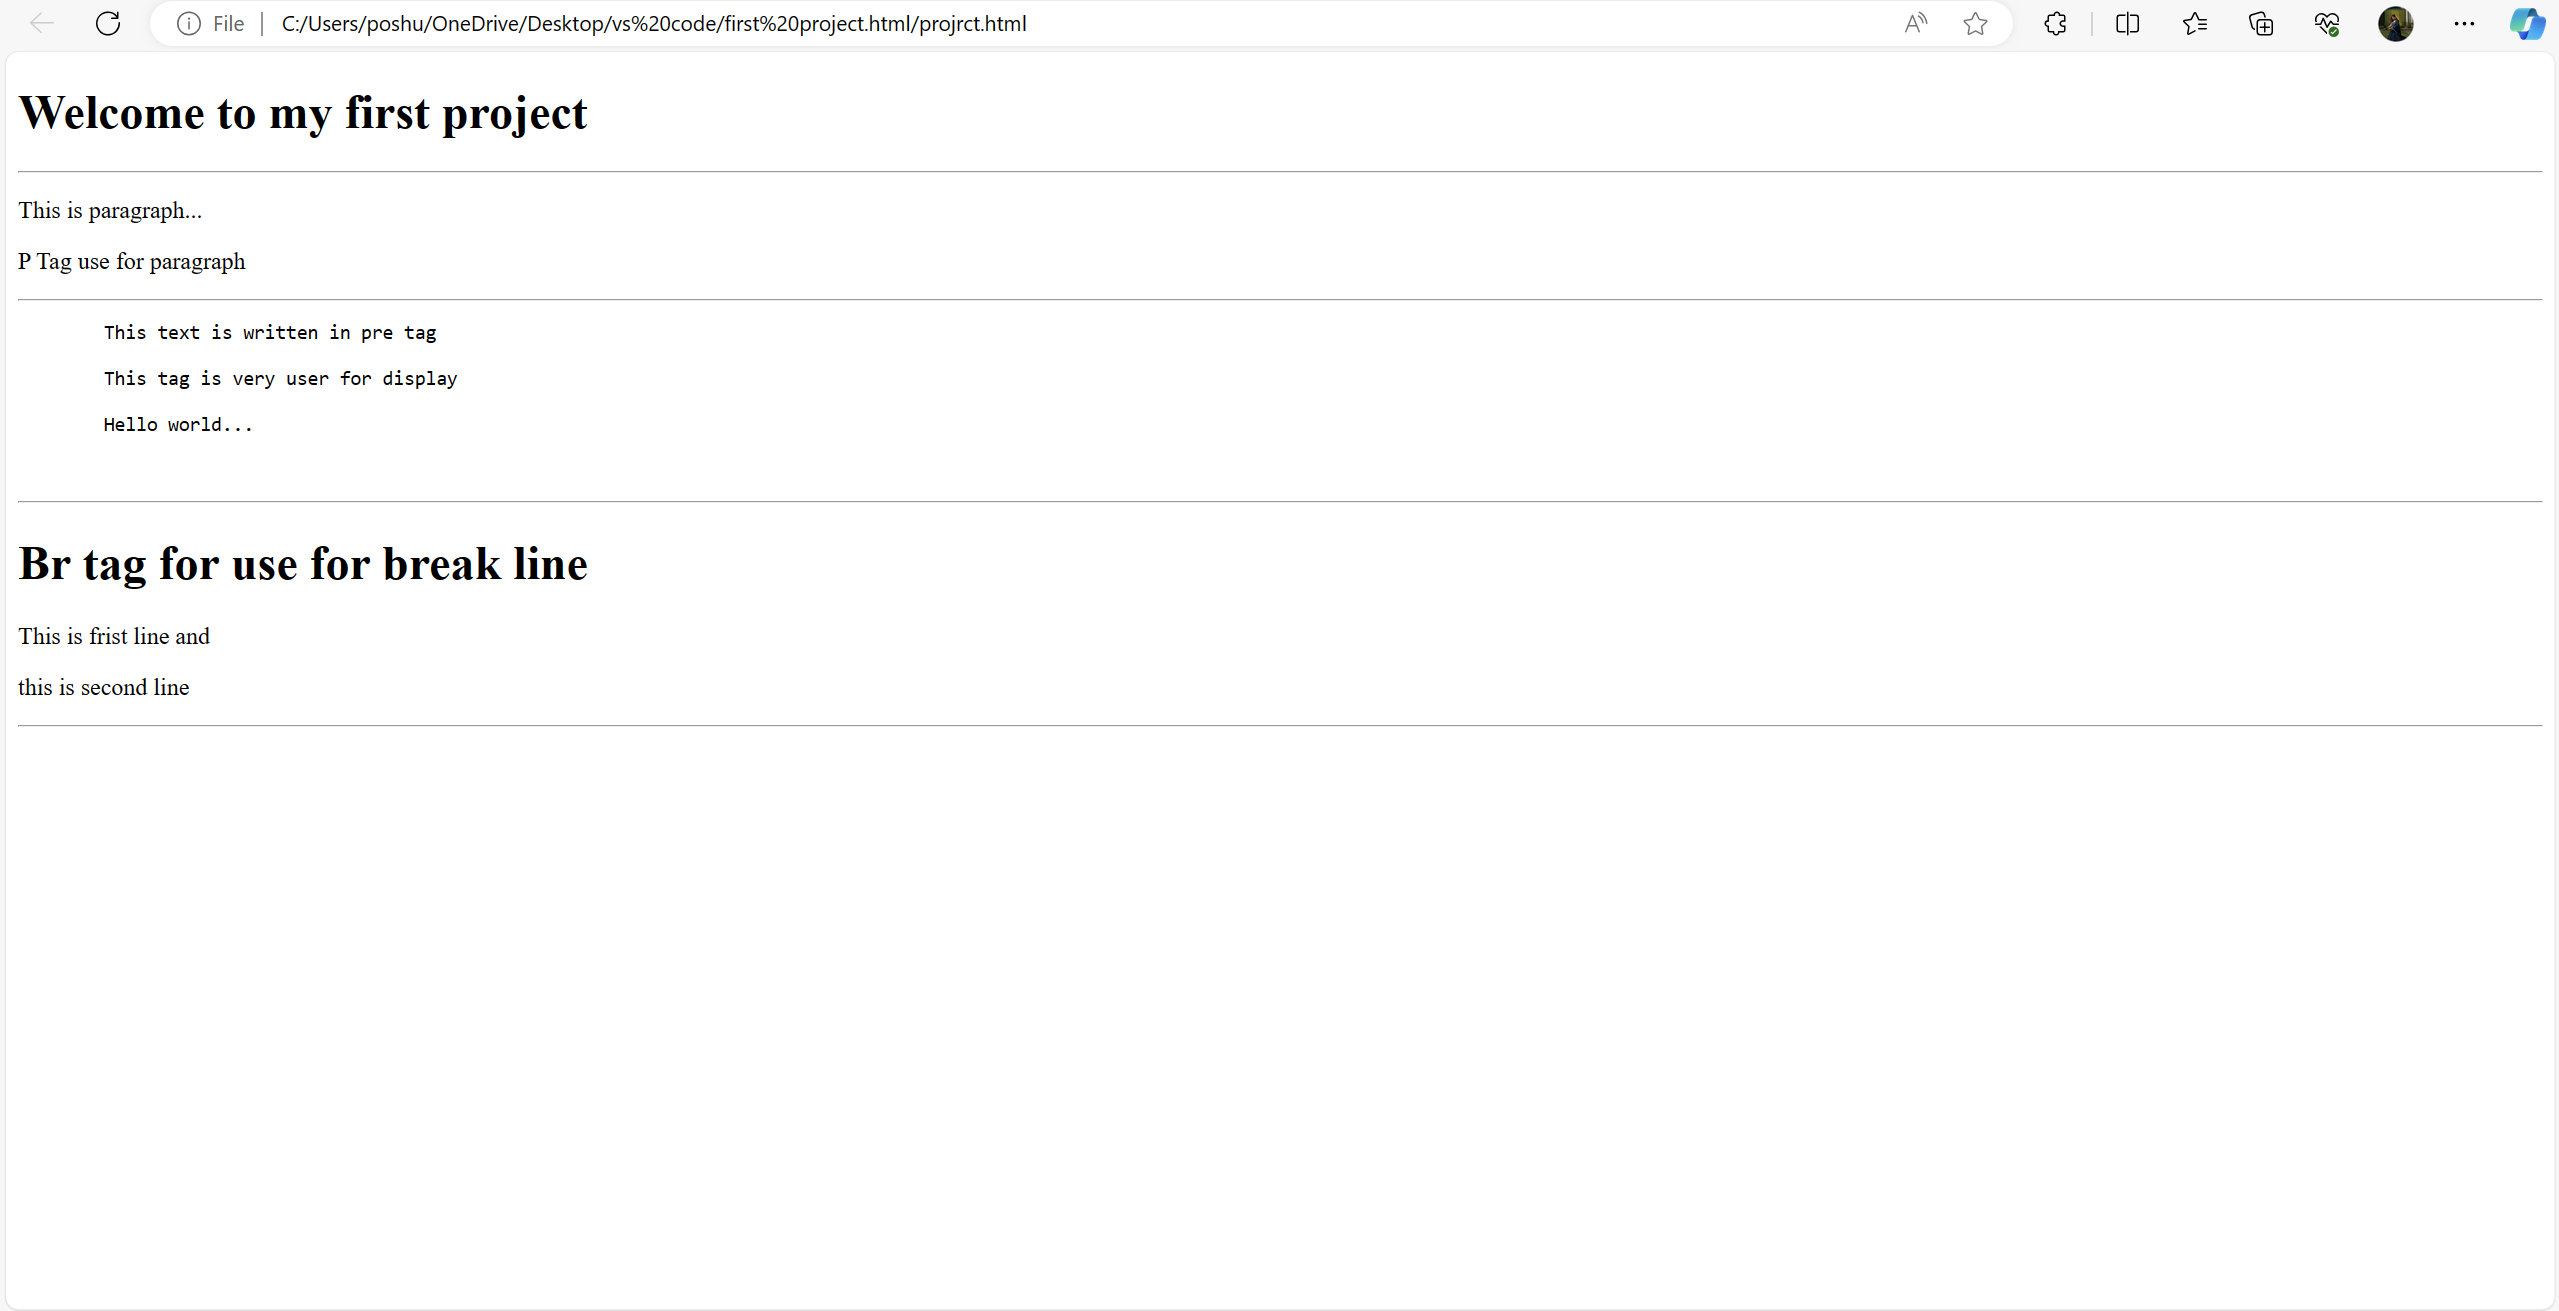 File C:/Users/poshu/OneDrive/Desktop/vs%20code/first%20project.html/projrct.html
Welcome to my first project
This is paragraph...
P Tag use for paragraph
This text is written in pre tag
This tag is very user for display
Hello world...
Br tag for use for break line
This is frist line and
this is second line